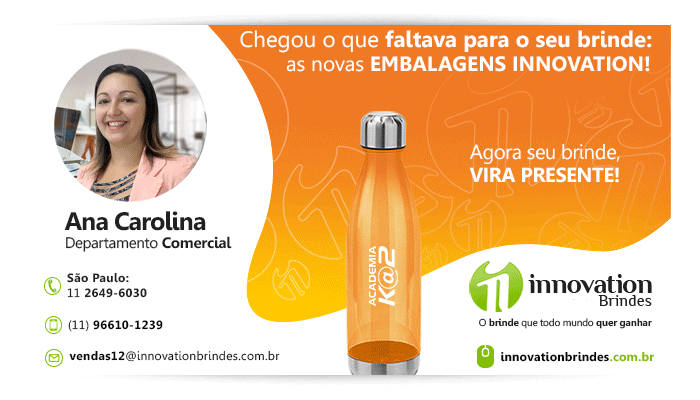 Chegou o que faltava para o seu brinde:
as novas EMBALAGENS INNOVATION!
Agora seu brinde,
VIRA PRESENTE!
Ana Carolina
Departamento Comercial
São Paulo:
11 2649-6030
(11) 96610-1239
vendas12@innovationbrindes.com.br
ACADEMIA
K@2
innovation
Brindes
O brinde que todo mundo quer ganhar
innovationbrindes.com.br